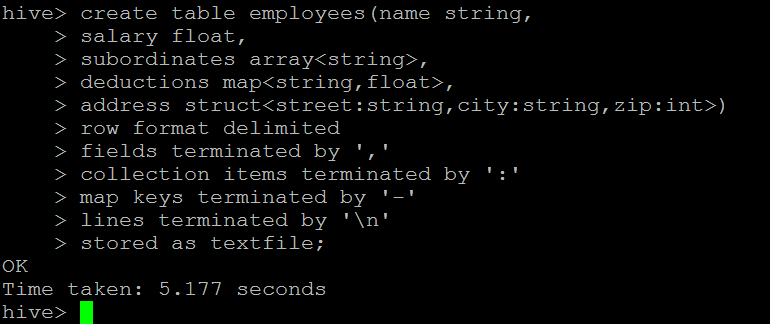 hive> create table employees(name string,
    > salary float,
    > subordinates array<string>,
    > deductions map<string,float>,
    > address struct<street:string,city:string,zip:int>)
    > row format delimited
    > fields terminated by ','
    > collection items terminated by ':'
    > map keys terminated by '-'
    > lines terminated by '\n'
    > stored as textfile;
OK
Time taken: 5.177 seconds
hive>